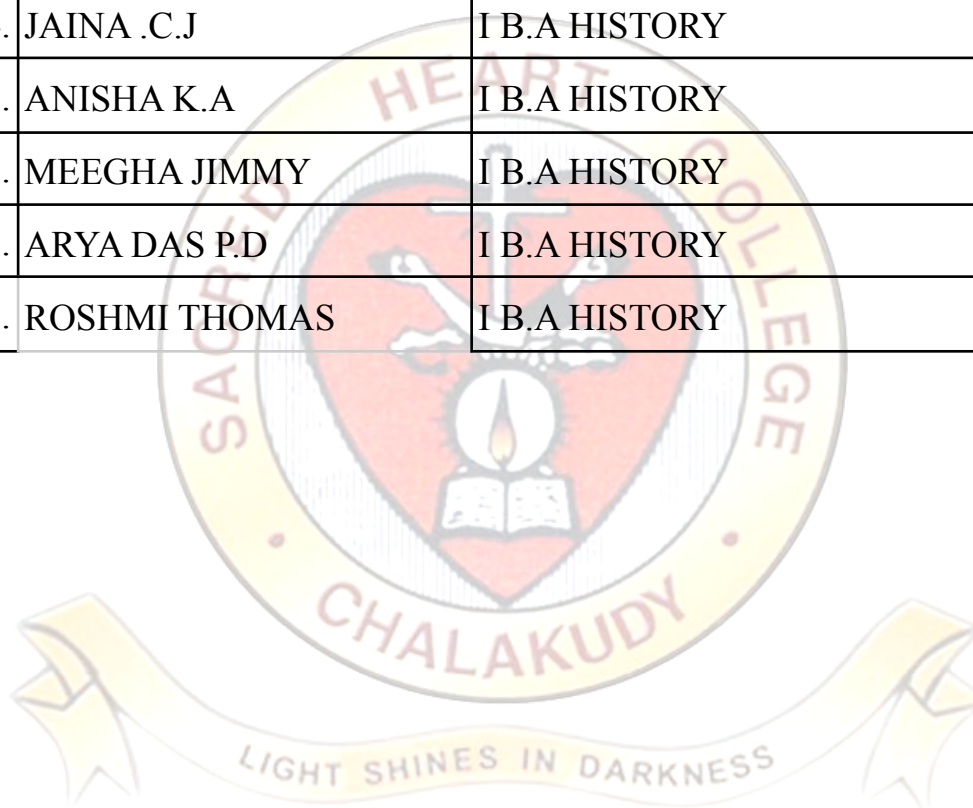 . JAINA .C.J I B.A HISTORY
. ANISHA K.A I B.A HISTORY
. MEEGHA JIMMY I B.A HISTORY
. ARYA DAS P.D I B.A HISTORY
. ROSHMI THOMAS I B.A HISTORY
SACRED HEART COLLEGE
CHALAKUDY
LIGHT SHINES IN DARKNESS